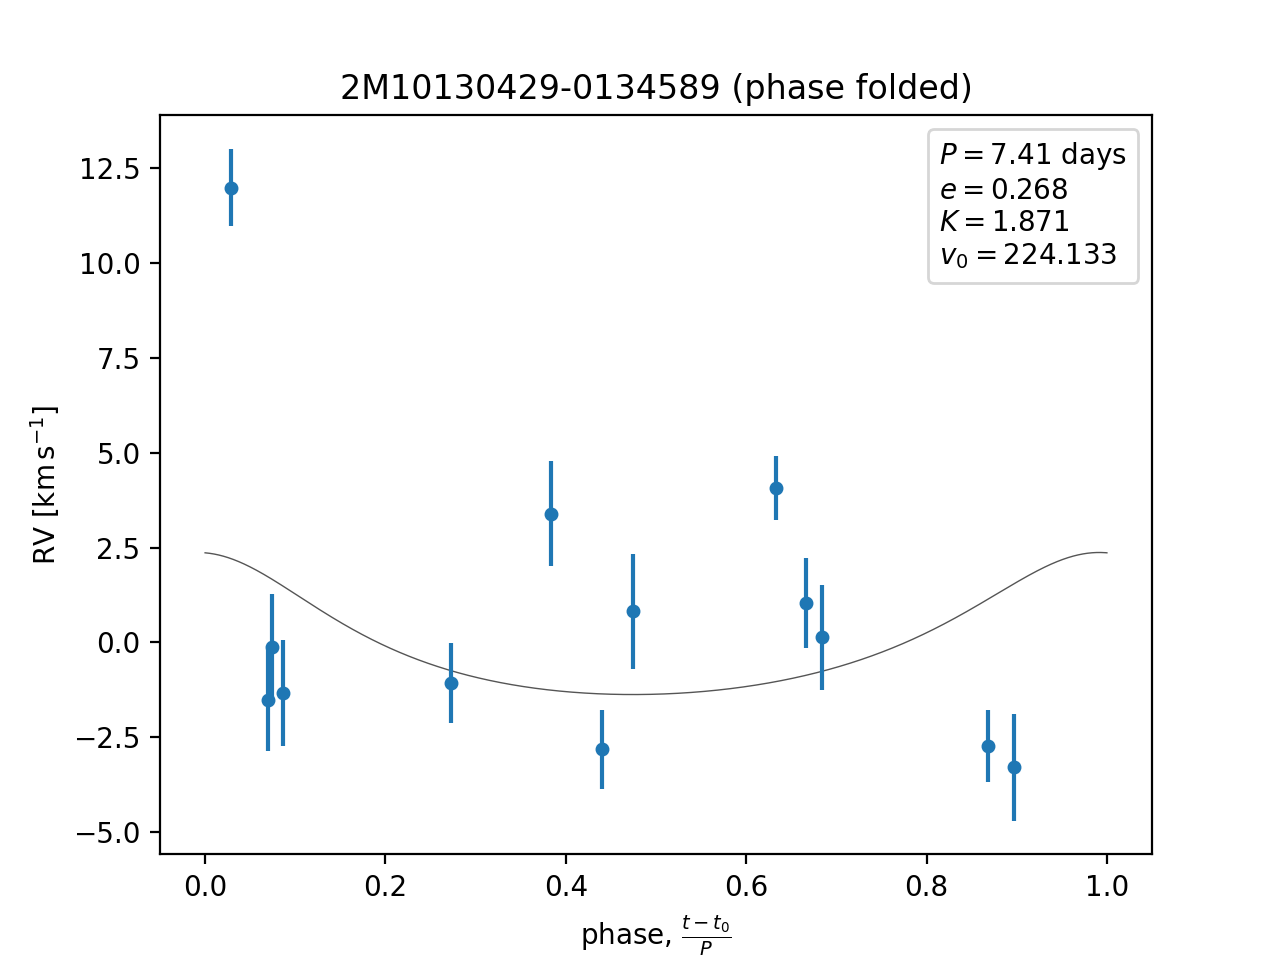 2M10130429-0134589 (phase folded)
P = 7.41 days
e = 0.268
K = 1.871
v₀ = 224.133
12.5
10.0
7.5
5.0
2.5
0.0
−2.5
−5.0
RV [km s⁻¹]
0.0 0.2 0.4 0.6 0.8 1.0
phase, (t − t₀)/P